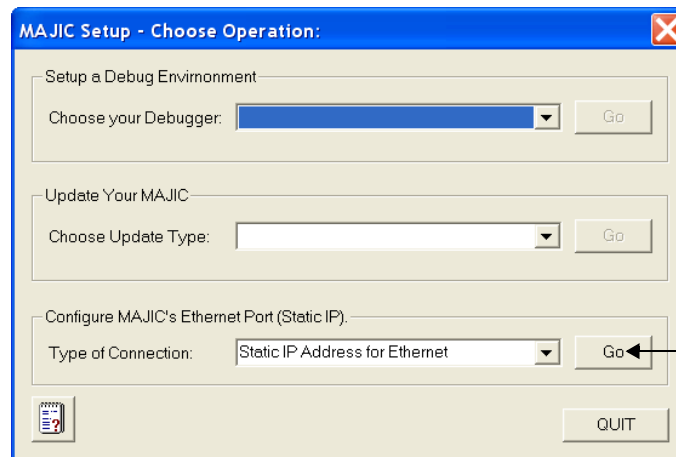 MAJIC Setup - Choose Operation:
Setup a Debug Envirnonment
Choose your Debugger:
Go
Update Your MAJIC
Choose Update Type:
Go
Configure MAJIC's Ethernet Port (Static IP).
Type of Connection: Static IP Address for Ethernet Go
QUIT